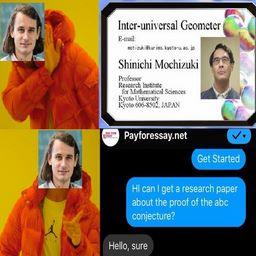 Inter-universal Geometer
E-mail:
motizuki@kurims.kyoto-u.ac.jp
Shinichi Mochizuki
Professor
Research Institute
for Mathematical Sciences
Kyoto University
Kyoto 606-8502, JAPAN
Payforessay.net
Get Started
Hi can I get a research paper
about the proof of the abc
conjecture?
Hello, sure